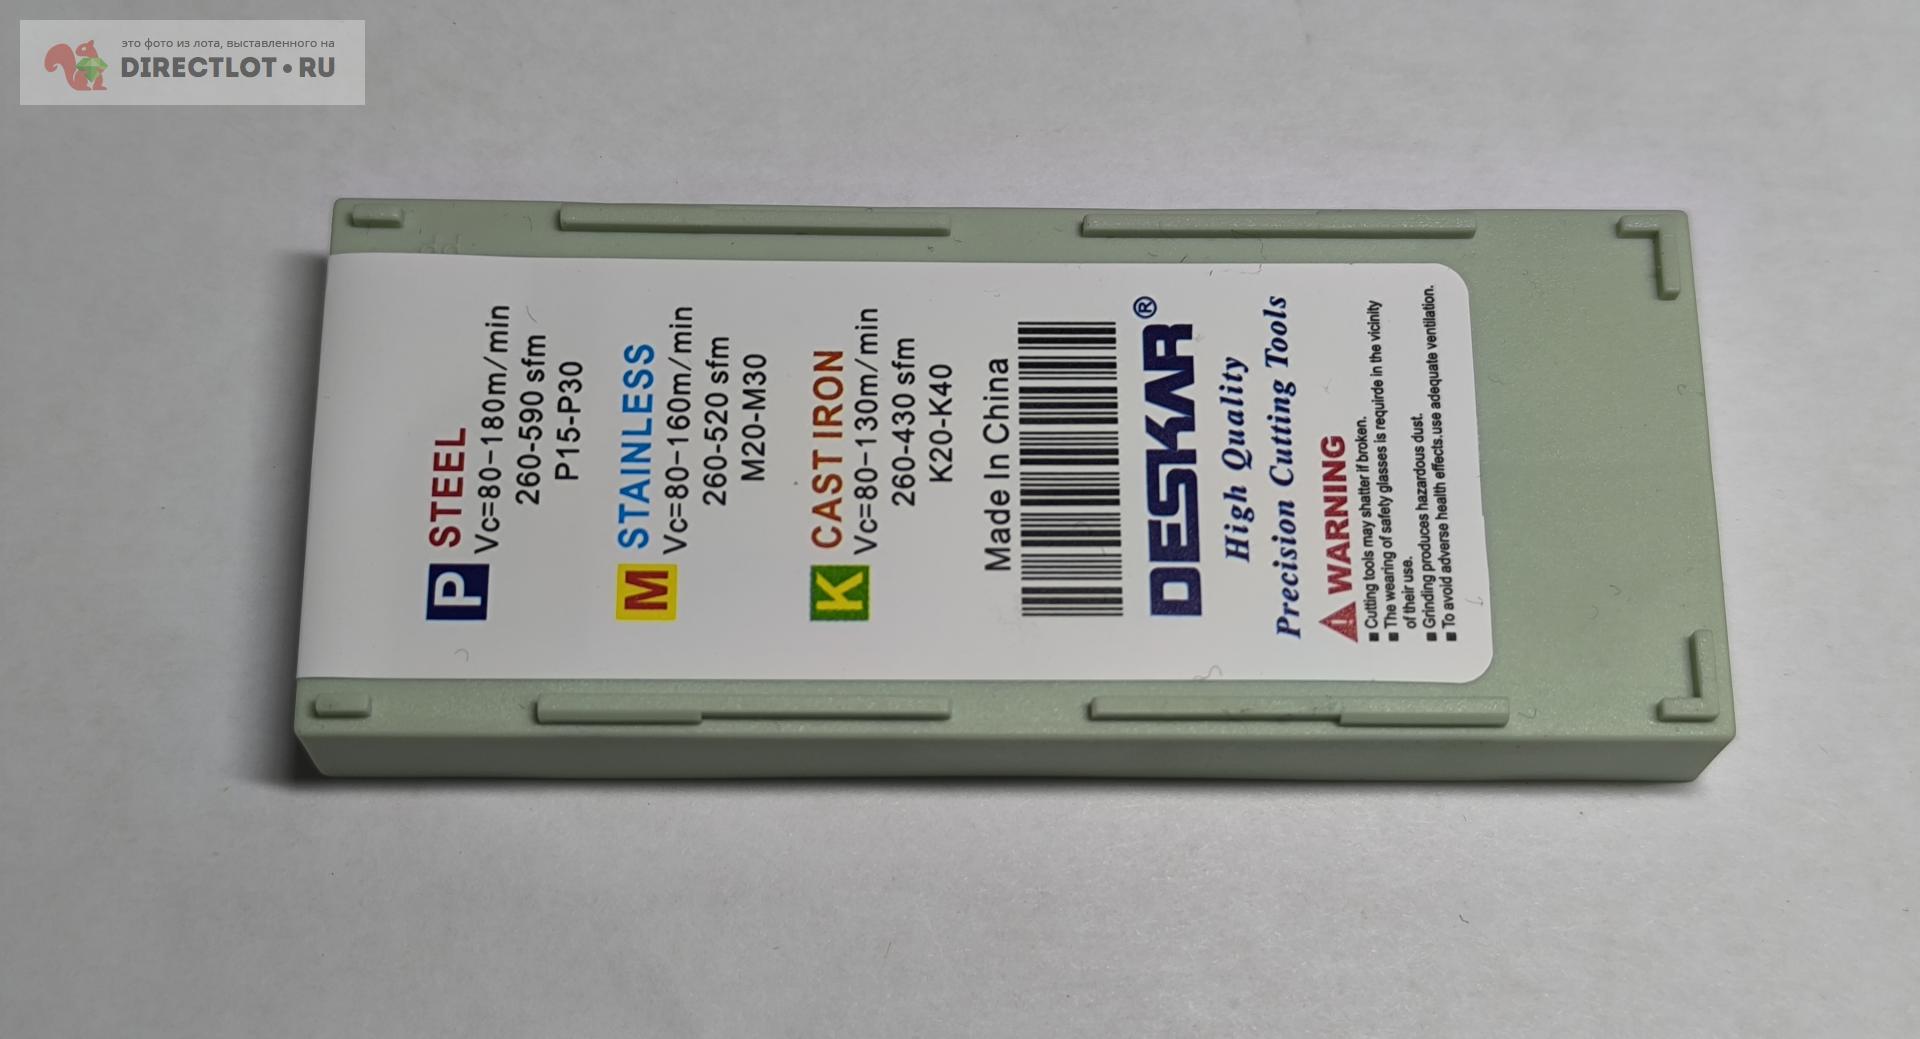 это фото из лота, выставленного на
DIRECTLOT•RU
P STEEL
Vc=80-180m/min
260-590 sfm
P15-P30
M STAINLESS
Vc=80-160m/min
260-520 sfm
M20-M30
K CAST IRON
Vc=80-130m/min
260-430 sfm
K20-K40
Made In China
DESKAR®
High Quality
Precision Cutting Tools
WARNING
■ Cutting tools may shatter if broken.
■ The wearing of safety glasses is requirde in the vicinity
of their use.
■ Grinding produces hazardous dust.
■ To avoid adverse health effects.use adequate ventilation.